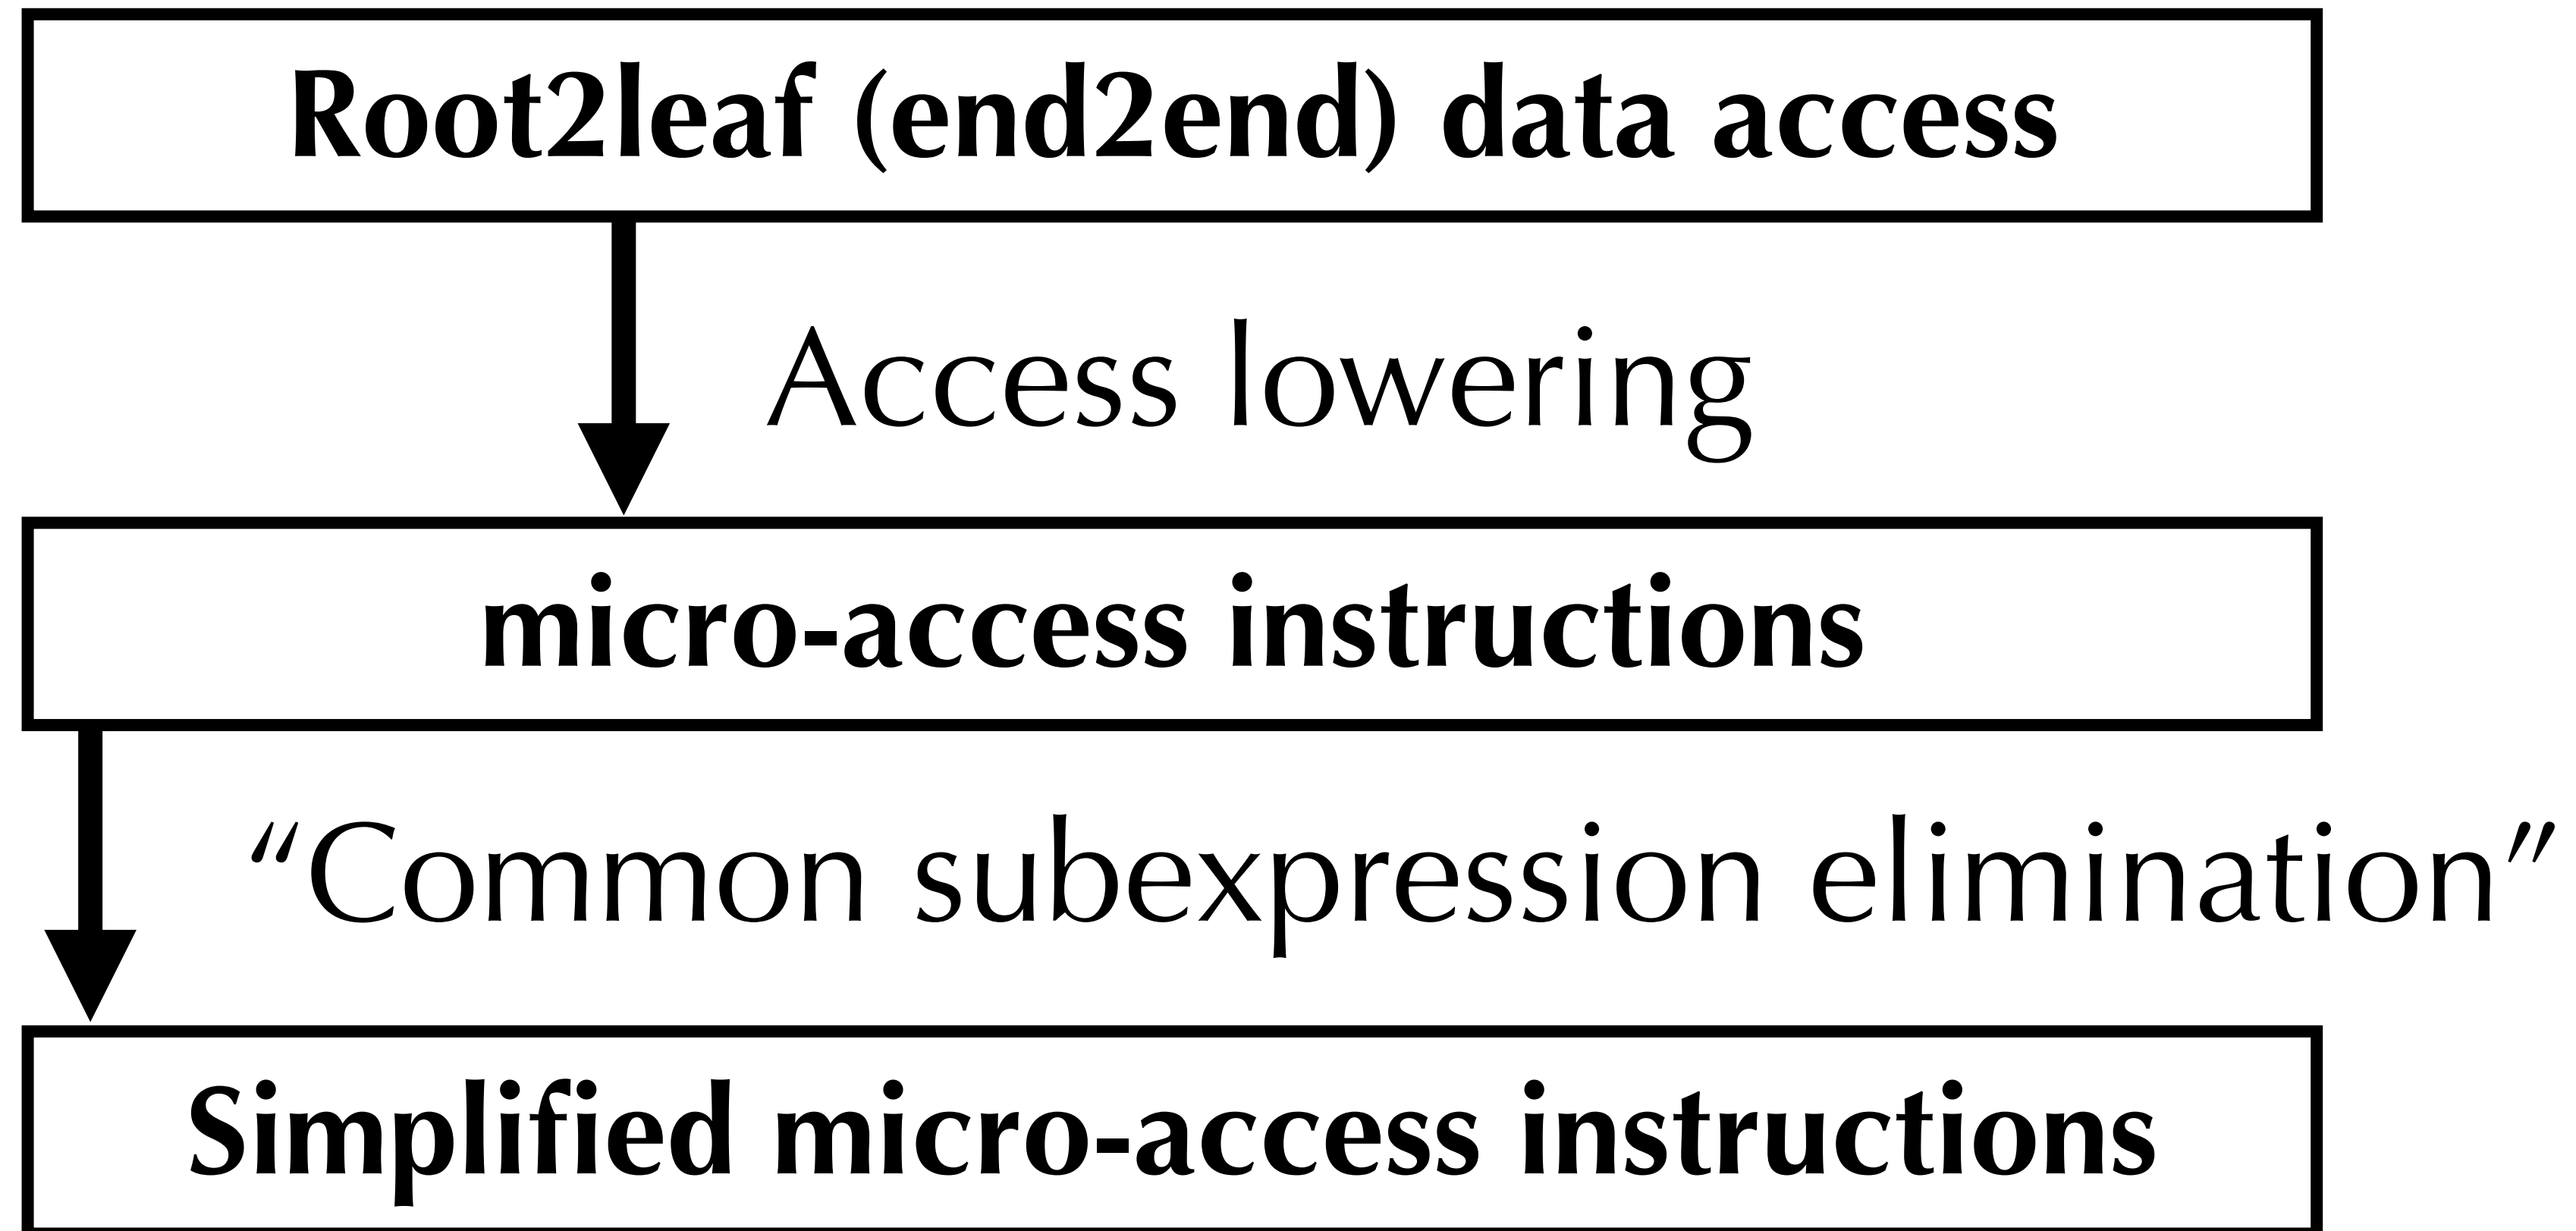 Root2leaf (end2end) data access
Access lowering
micro-access instructions
“Common subexpression elimination”
Simplified micro-access instructions